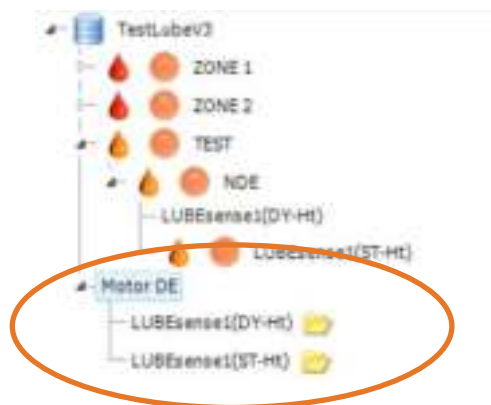 TestLubeV3
ZONE 1
ZONE 2
TEST
NDE
LUBEsense1(DY-Ht)
LUBEsense1(ST-Ht)
Motor DE
LUBEsense1(DY-Ht)
LUBEsense1(ST-Ht)